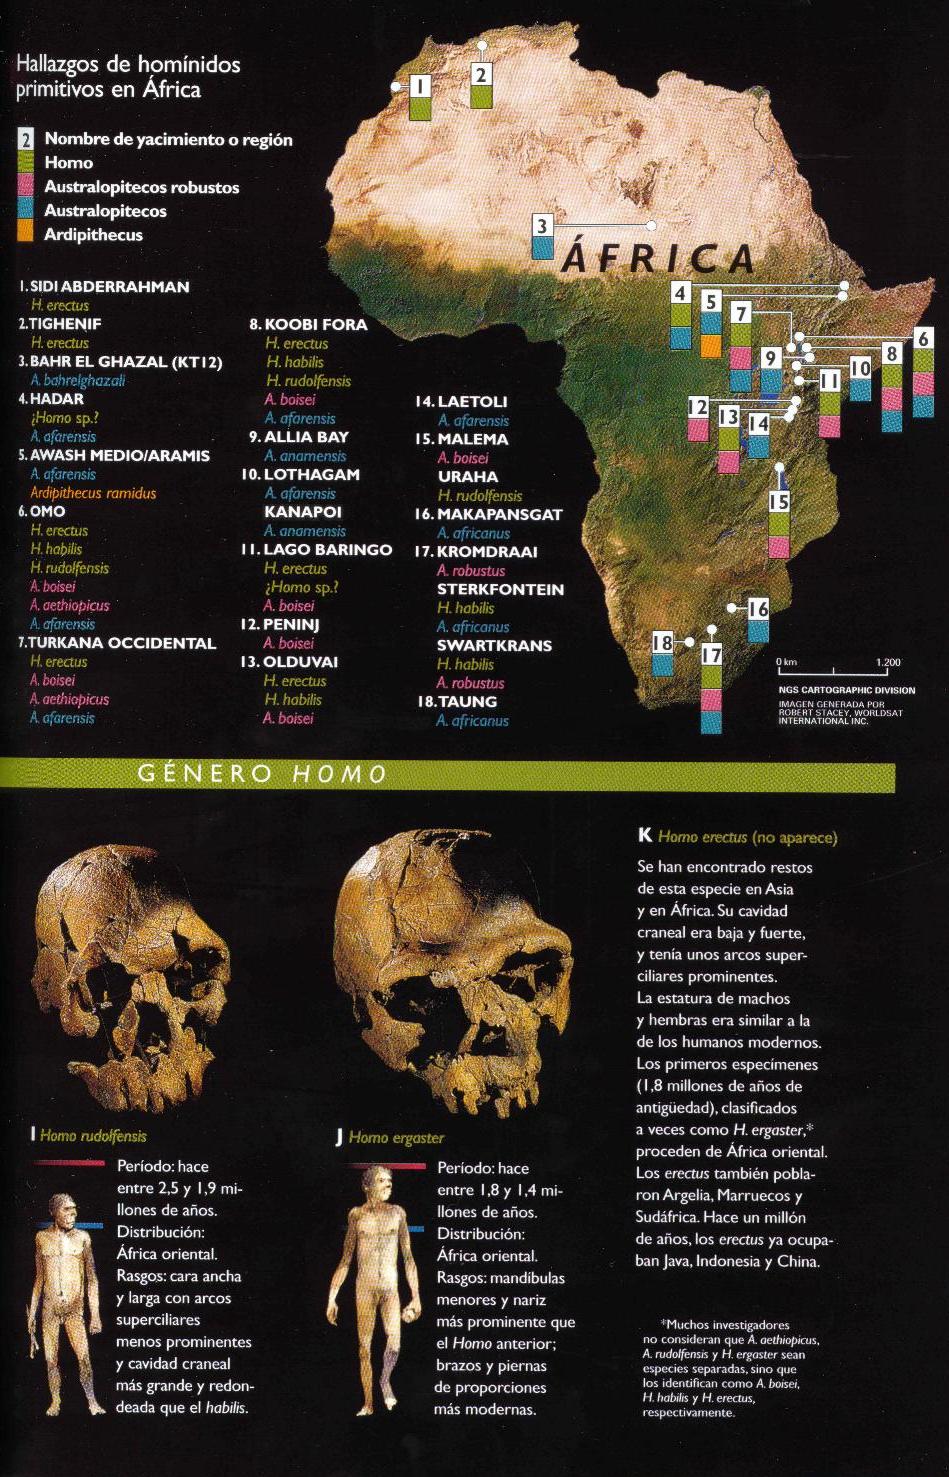 Hallazgos de homínidos
primitivos en África
2 Nombre de yacimiento o región
Homo
Australopitecos robustos
Australopitecos
Ardipithecus
1. SIDI ABDERRAHMAN
H. erectus
2. TIGHENIF
H. erectus
3. BAHR EL GHAZAL (KT12)
A. bahrelghazali
4. HADAR
¿Homo sp.?
A. afarensis
5. AWASH MEDIO/ARAMIS
A. afarensis
Ardipithecus ramidus
6. OMO
H. erectus
H. habilis
H. rudolfensis
A. boisei
A. aethiopicus
A. afarensis
7. TURKANA OCCIDENTAL
H. erectus
A. boisei
A. aethiopicus
A. afarensis
8. KOOBI FORA
H. erectus
H. habilis
H. rudolfensis
A. boisei
A. afarensis
9. ALLIA BAY
A. anamensis
10. LOTHAGAM
A. afarensis
KANAPOI
A. anamensis
11. LAGO BARINGO
H. erectus
¿Homo sp.?
A. boisei
12. PENINJ
A. boisei
13. OLDUVAI
H. erectus
H. habilis
A. boisei
14. LAETOLI
A. afarensis
15. MALEMA
A. boisei
URAHA
H. rudolfensis
16. MAKAPANSGAT
A. africanus
17. KROMDRAAI
A. robustus
STERKFONTEIN
H. habilis
A. africanus
SWARTKRANS
H. habilis
A. robustus
18. TAUNG
A. africanus
1
2
3
ÁFRICA
4
5
7
6
9
8
10
11
12
13
14
15
16
18
17
0 km 1.200
NGS CARTOGRAPHIC DIVISION
IMAGEN GENERADA POR
ROBERT STACEY, WORLDSAT
INTERNATIONAL INC.
GÉNERO HOMO
I Homo rudolfensis
Período: hace
entre 2,5 y 1,9 mi-
llones de años.
Distribución:
África oriental.
Rasgos: cara ancha
y larga con arcos
superciliares
menos prominentes
y cavidad craneal
más grande y redon-
deada que el habilis.
J Homo ergaster
Período: hace
entre 1,8 y 1,4 mi-
llones de años.
Distribución:
África oriental.
Rasgos: mandíbulas
menores y nariz
más prominente que
el Homo anterior;
brazos y piernas
de proporciones
más modernas.
K Homo erectus (no aparece)
Se han encontrado restos
de esta especie en Asia
y en África. Su cavidad
craneal era baja y fuerte,
y tenía unos arcos super-
ciliares prominentes.
La estatura de machos
y hembras era similar a la
de los humanos modernos.
Los primeros especímenes
(1,8 millones de años de
antigüedad), clasificados
a veces como H. ergaster,*
proceden de África oriental.
Los erectus también pobla-
ron Argelia, Marruecos y
Sudáfrica. Hace un millón
de años, los erectus ya ocupa-
ban Java, Indonesia y China.
*Muchos investigadores
no consideran que A. aethiopicus,
A. rudolfensis y H. ergaster sean
especies separadas, sino que
los identifican como A. boisei,
H. habilis y H. erectus,
respectivamente.